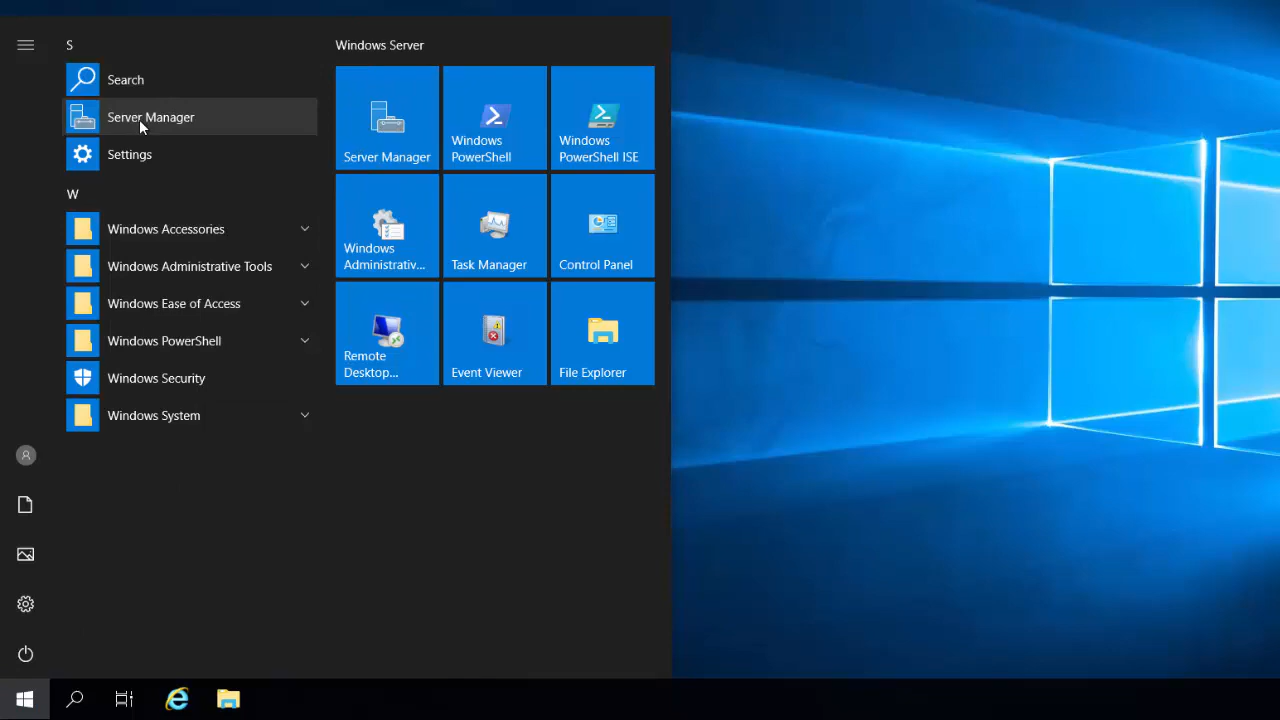 S
Search
Server Manager
Settings
W
Windows Accessories
Windows Administrative Tools
Windows Ease of Access
Windows PowerShell
Windows Security
Windows System
Windows Server
Server Manager
Windows
PowerShell
Windows
PowerShell ISE
Windows
Administrativ...
Task Manager
Control Panel
Remote
Desktop...
Event Viewer
File Explorer